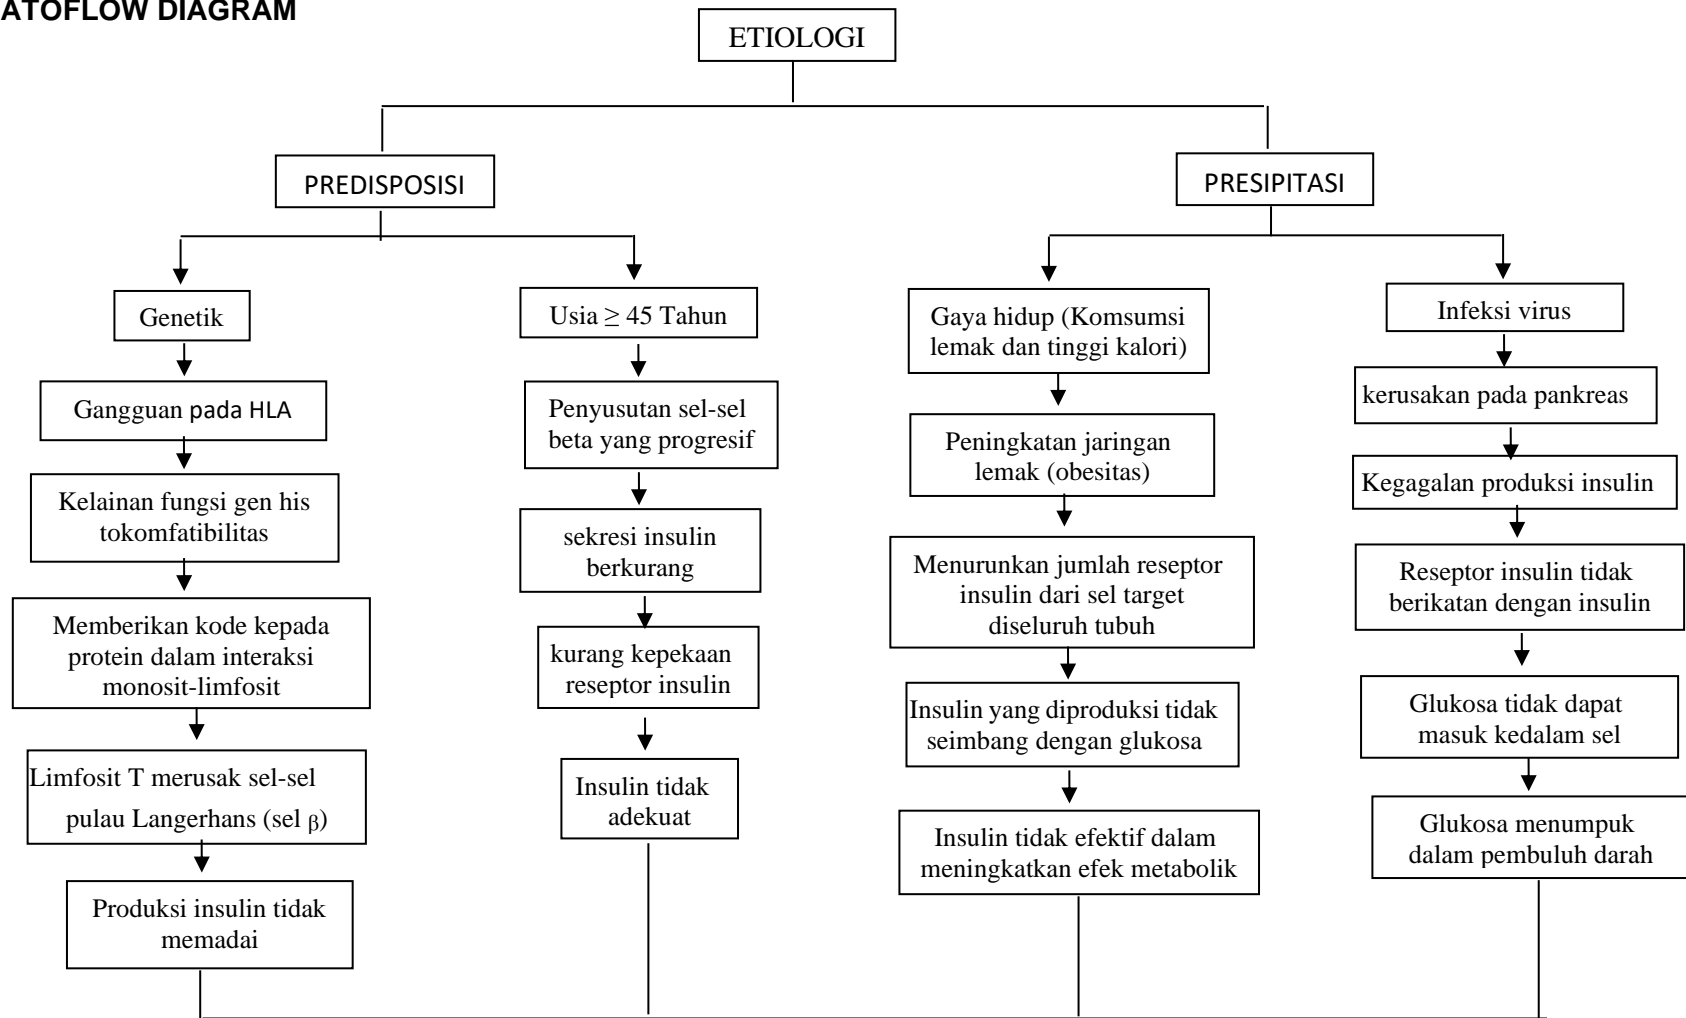 ATOFLOW DIAGRAM
ETIOLOGI
PREDISPOSISI
PRESIPITASI
Genetik
Gangguan pada HLA
Kelainan fungsi gen his
tokomfatibilitas
Memberikan kode kepada
protein dalam interaksi
monosit-limfosit
Limfosit T merusak sel-sel
pulau Langerhans (sel β)
Produksi insulin tidak
memadai
Usia ≥ 45 Tahun
Penyusutan sel-sel
beta yang progresif
sekresi insulin
berkurang
kurang kepekaan
reseptor insulin
Insulin tidak
adekuat
Gaya hidup (Komsumsi
lemak dan tinggi kalori)
Peningkatan jaringan
lemak (obesitas)
Menurunkan jumlah reseptor
insulin dari sel target
diseluruh tubuh
Insulin yang diproduksi tidak
seimbang dengan glukosa
Insulin tidak efektif dalam
meningkatkan efek metabolik
Infeksi virus
kerusakan pada pankreas
Kegagalan produksi insulin
Reseptor insulin tidak
berikatan dengan insulin
Glukosa tidak dapat
masuk kedalam sel
Glukosa menumpuk
dalam pembuluh darah